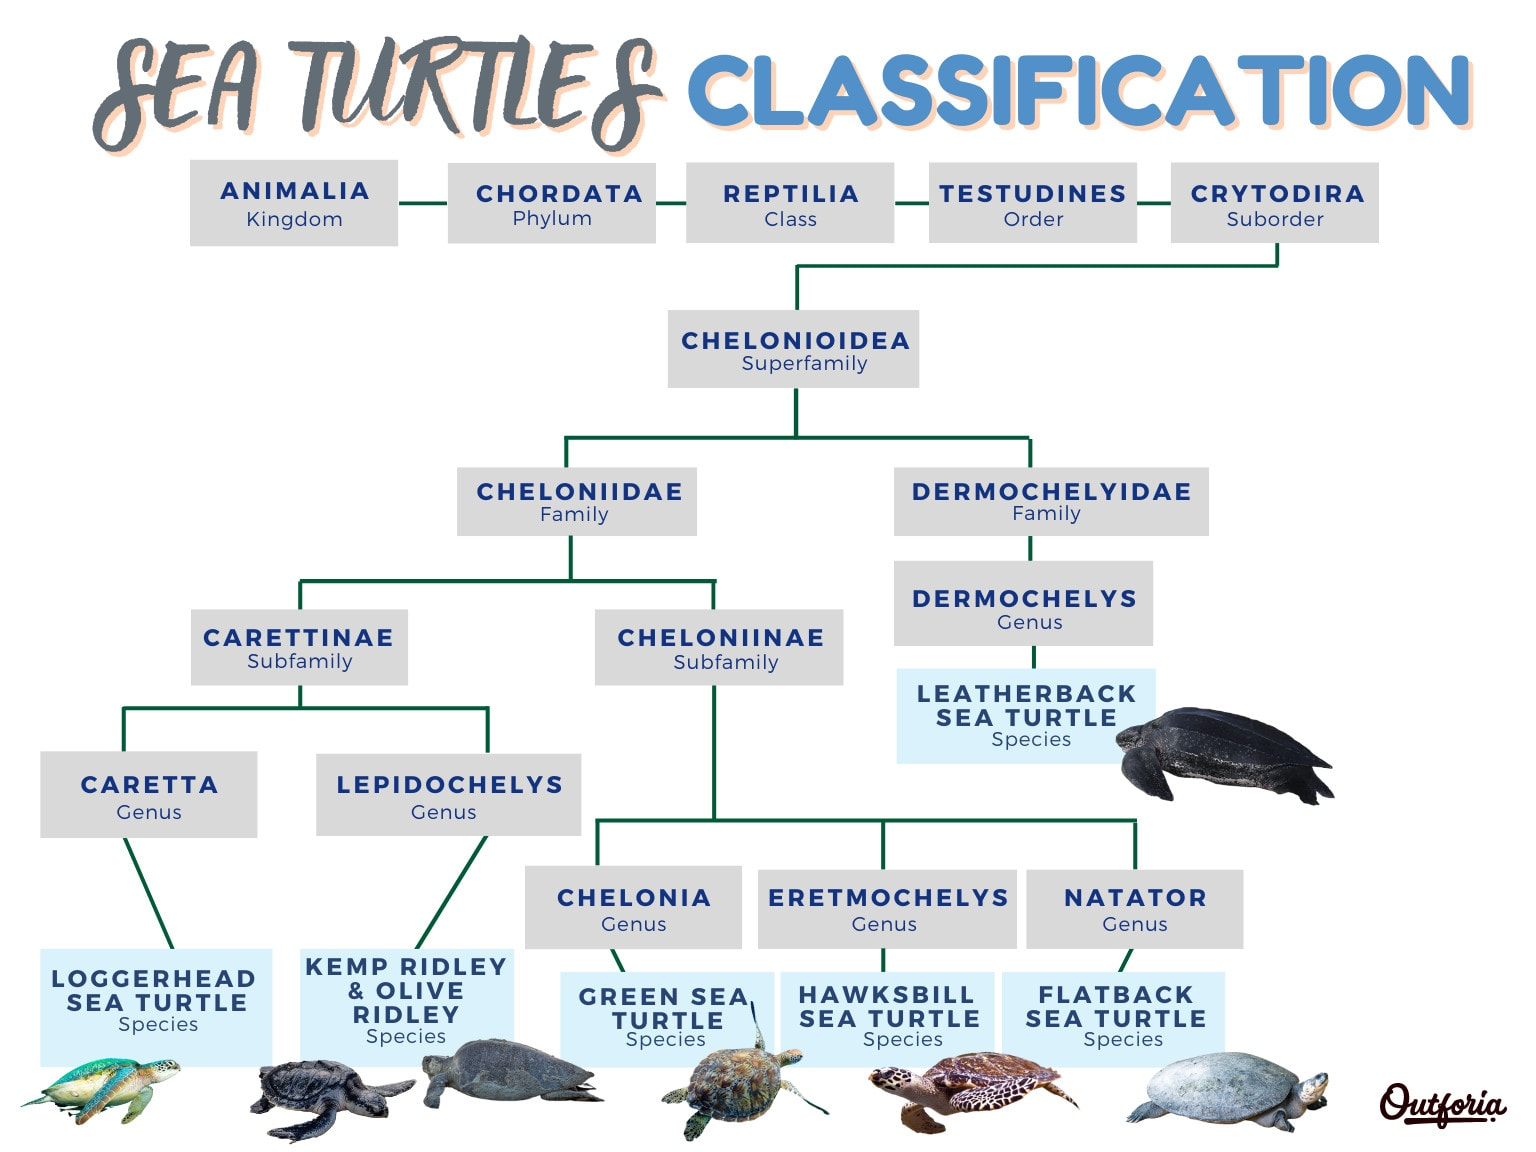 SEA TURTLES CLASSIFICATION
ANIMALIA
Kingdom
CHORDATA
Phylum
REPTILIA
Class
TESTUDINES
Order
CRYTODIRA
Suborder
CHELONIOIDEA
Superfamily
CHELONIIDAE
Family
DERMOCHELYIDAE
Family
DERMOCHELYS
Genus
CARETTINAE
Subfamily
CHELONIINAE
Subfamily
LEATHERBACK
SEA TURTLE
Species
CARETTA
Genus
LEPIDOCHELYS
Genus
CHELONIA
Genus
ERETMOCHELYS
Genus
NATATOR
Genus
LOGGERHEAD
SEA TURTLE
Species
KEMP RIDLEY
& OLIVE
RIDLEY
Species
GREEN SEA
TURTLE
Species
HAWKSBILL
SEA TURTLE
Species
FLATBACK
SEA TURTLE
Species
Outforia